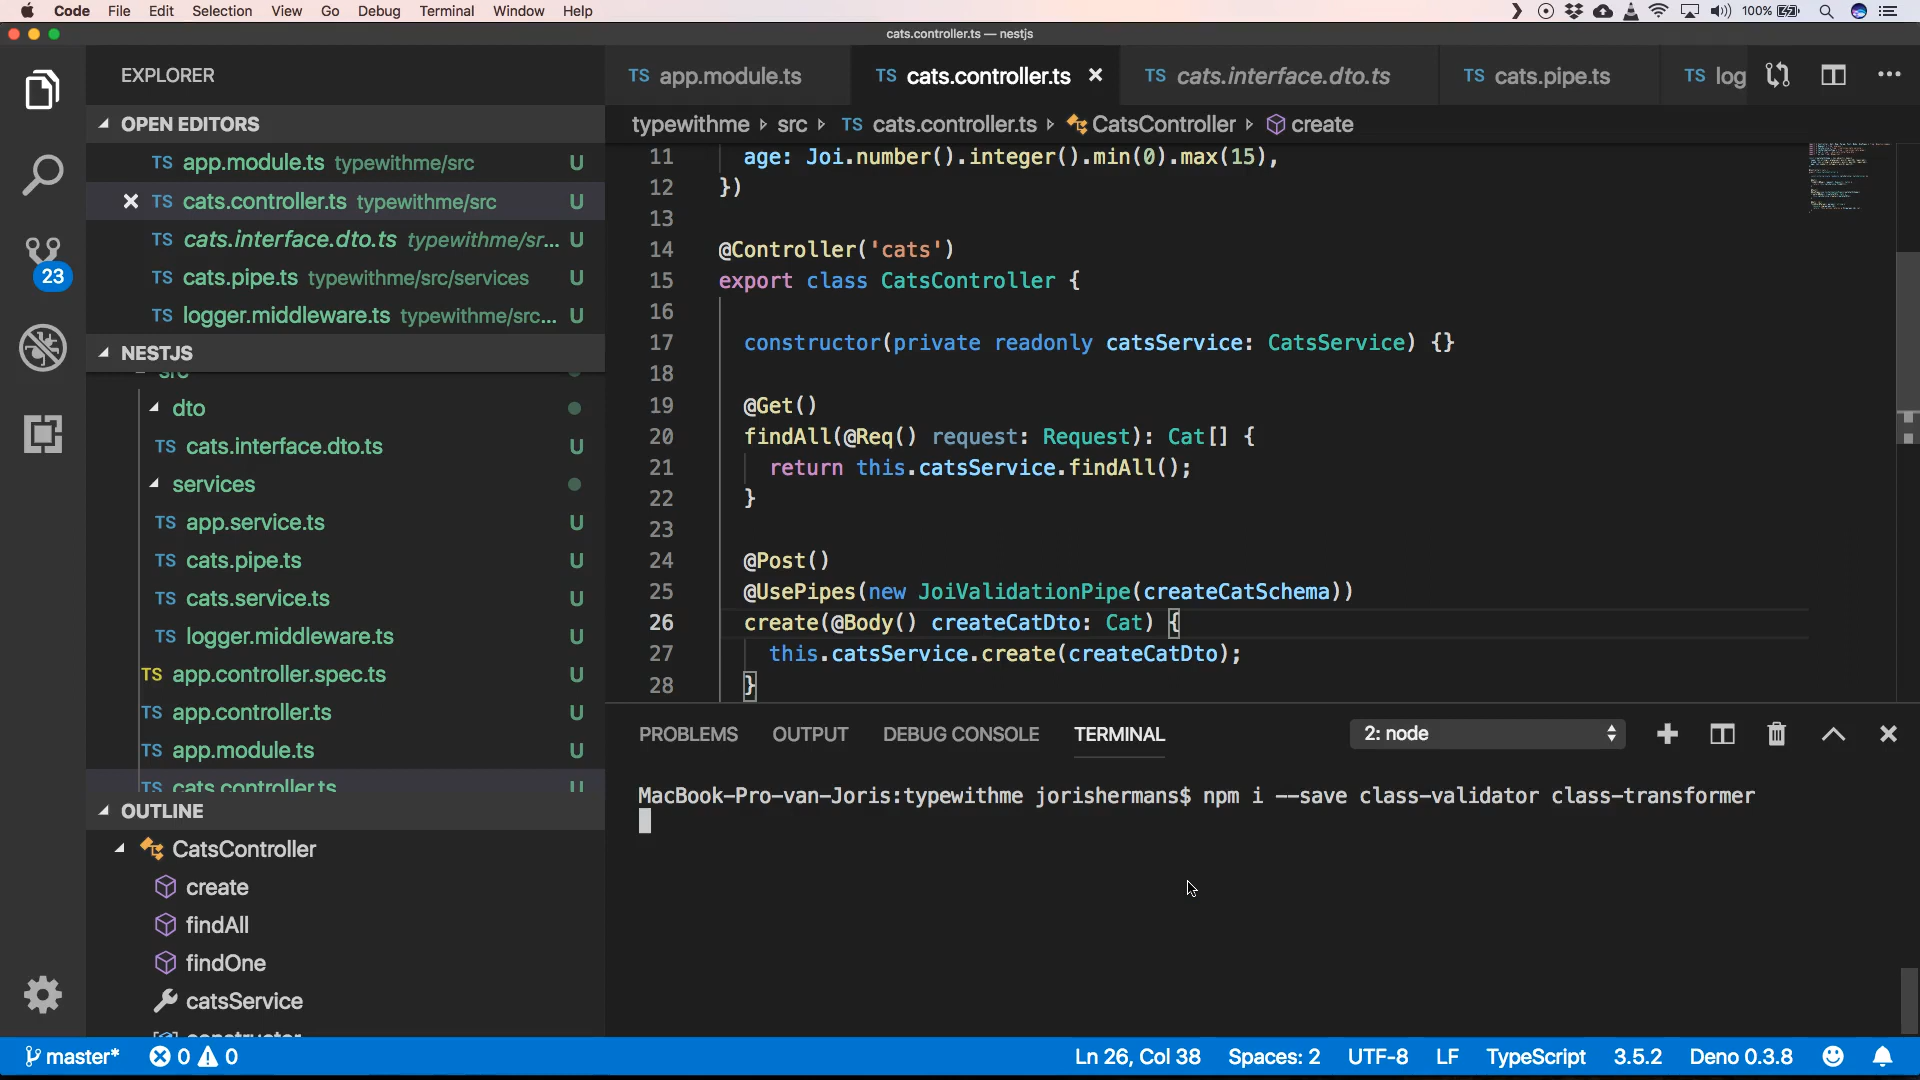 Code File Edit Selection View Go Debug Terminal Window Help 100%
cats.controller.ts — nestjs
EXPLORER
OPEN EDITORS
TS app.module.ts typewithme/src U
TS cats.controller.ts typewithme/src U
TS cats.interface.dto.ts typewithme/sr... U
TS cats.pipe.ts typewithme/src/services U
TS logger.middleware.ts typewithme/src... U
23
NESTJS
src
dto
TS cats.interface.dto.ts U
services
TS app.service.ts U
TS cats.pipe.ts U
TS cats.service.ts U
TS logger.middleware.ts U
TS app.controller.spec.ts U
TS app.controller.ts U
TS app.module.ts U
TS cats.controller.ts U
OUTLINE
CatsController
create
findAll
findOne
catsService
constructor
TS app.module.ts TS cats.controller.ts TS cats.interface.dto.ts TS cats.pipe.ts TS log
typewithme src TS cats.controller.ts CatsController create
11 age: Joi.number().integer().min(0).max(15),
12 })
13
14 @Controller('cats')
15 export class CatsController {
16
17 constructor(private readonly catsService: CatsService) {}
18
19 @Get()
20 findAll(@Req() request: Request): Cat[] {
21 return this.catsService.findAll();
22 }
23
24 @Post()
25 @UsePipes(new JoiValidationPipe(createCatSchema))
26 create(@Body() createCatDto: Cat) {
27 this.catsService.create(createCatDto);
28 }
PROBLEMS OUTPUT DEBUG CONSOLE TERMINAL 2: node
MacBook-Pro-van-Joris:typewithme jorishermans$ npm i --save class-validator class-transformer
master* 0 0 Ln 26, Col 38 Spaces: 2 UTF-8 LF TypeScript 3.5.2 Deno 0.3.8